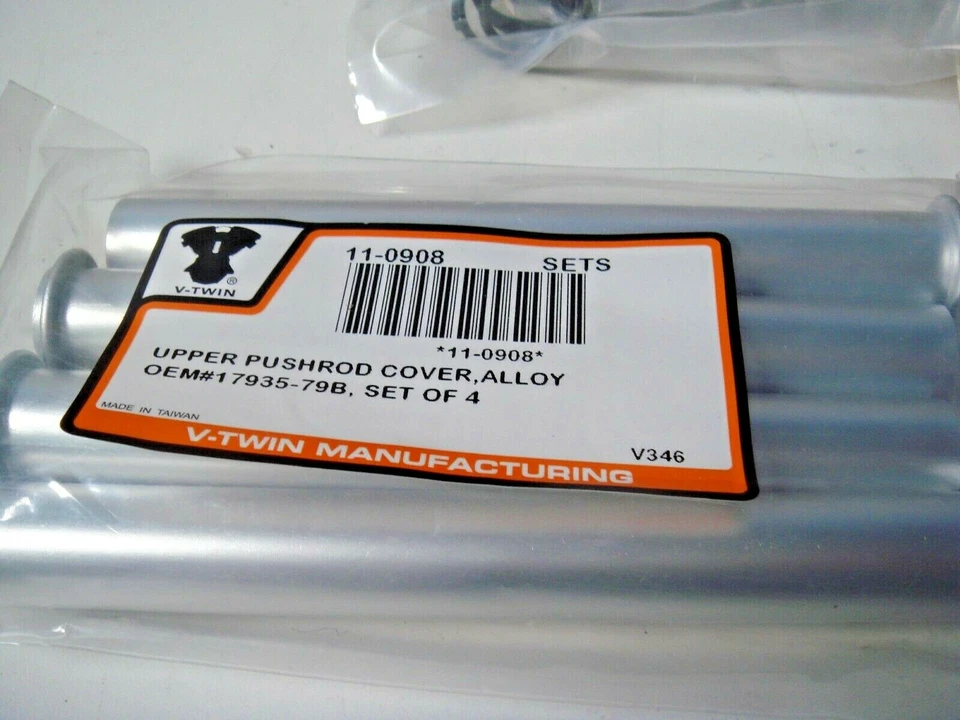 11-0908 SETS
®
V-TWIN
*11-0908*
UPPER PUSHROD COVER,ALLOY
OEM#17935-79B, SET OF 4
MADE IN TAIWAN
V-TWIN MANUFACTURING
V346